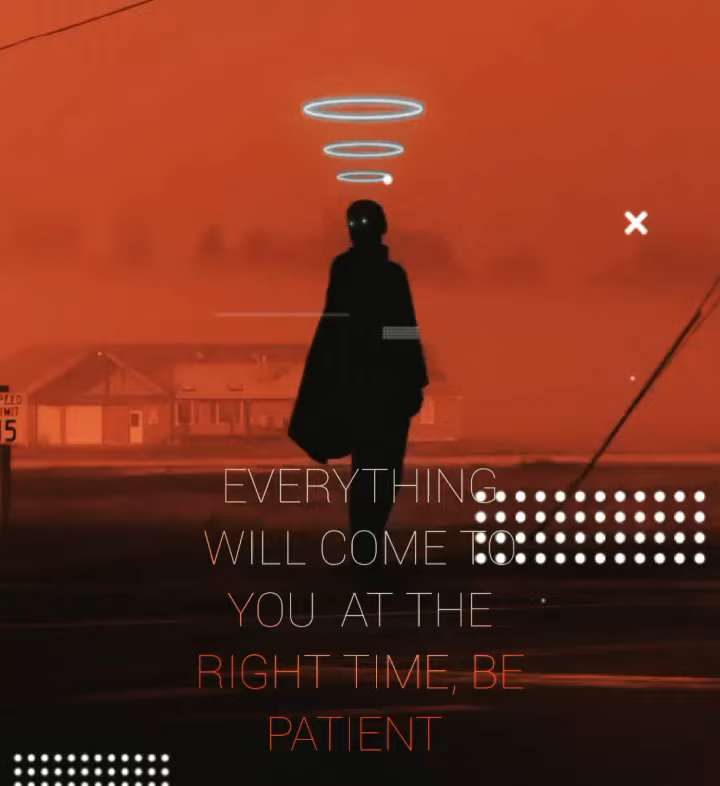 SPEED
LIMIT
15
EVERYTHING
WILL COME TO
YOU AT THE
RIGHT TIME, BE
PATIENT